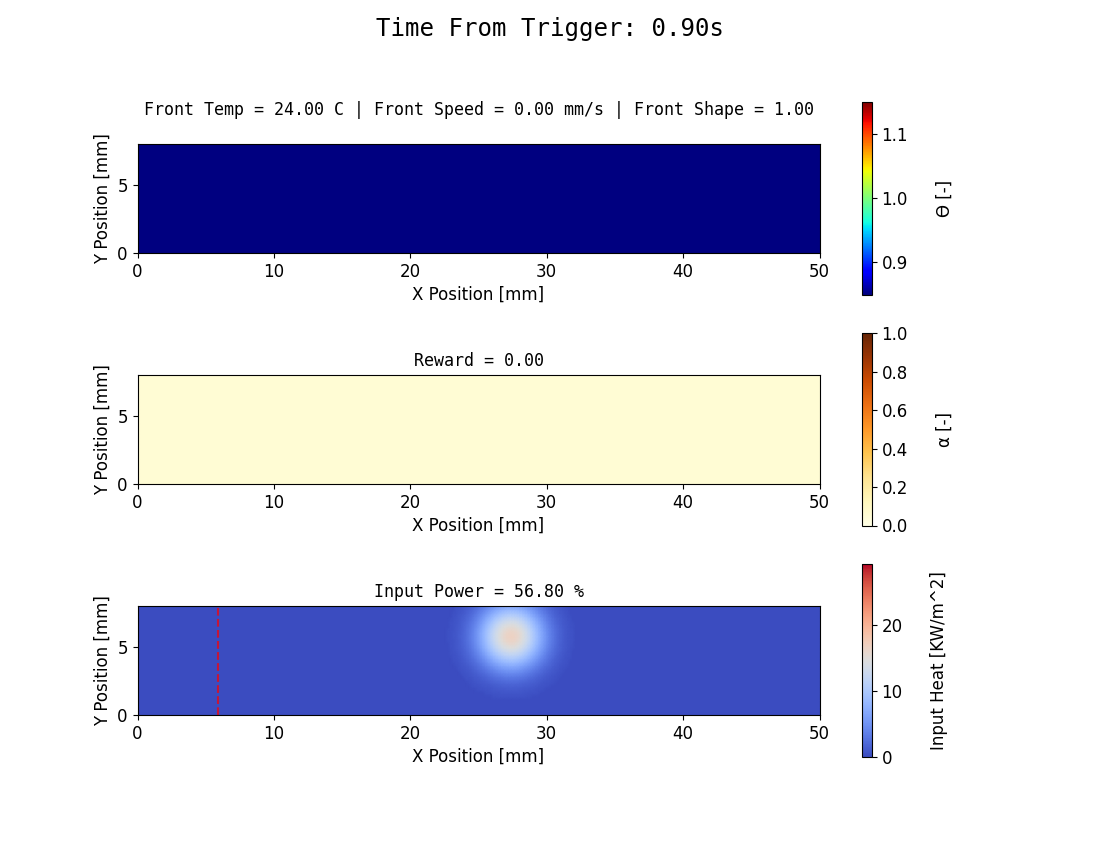 Time From Trigger: 0.90s
Front Temp = 24.00 C | Front Speed = 0.00 mm/s | Front Shape = 1.00
Y Position [mm]
5
0
0 10 20 30 40 50
X Position [mm]
1.1
1.0
0.9
Θ [-]
Reward = 0.00
Y Position [mm]
5
0
0 10 20 30 40 50
X Position [mm]
1.0
0.8
0.6
0.4
0.2
0.0
α [-]
Input Power = 56.80 %
Y Position [mm]
5
0
0 10 20 30 40 50
X Position [mm]
20
10
0
Input Heat [KW/m^2]